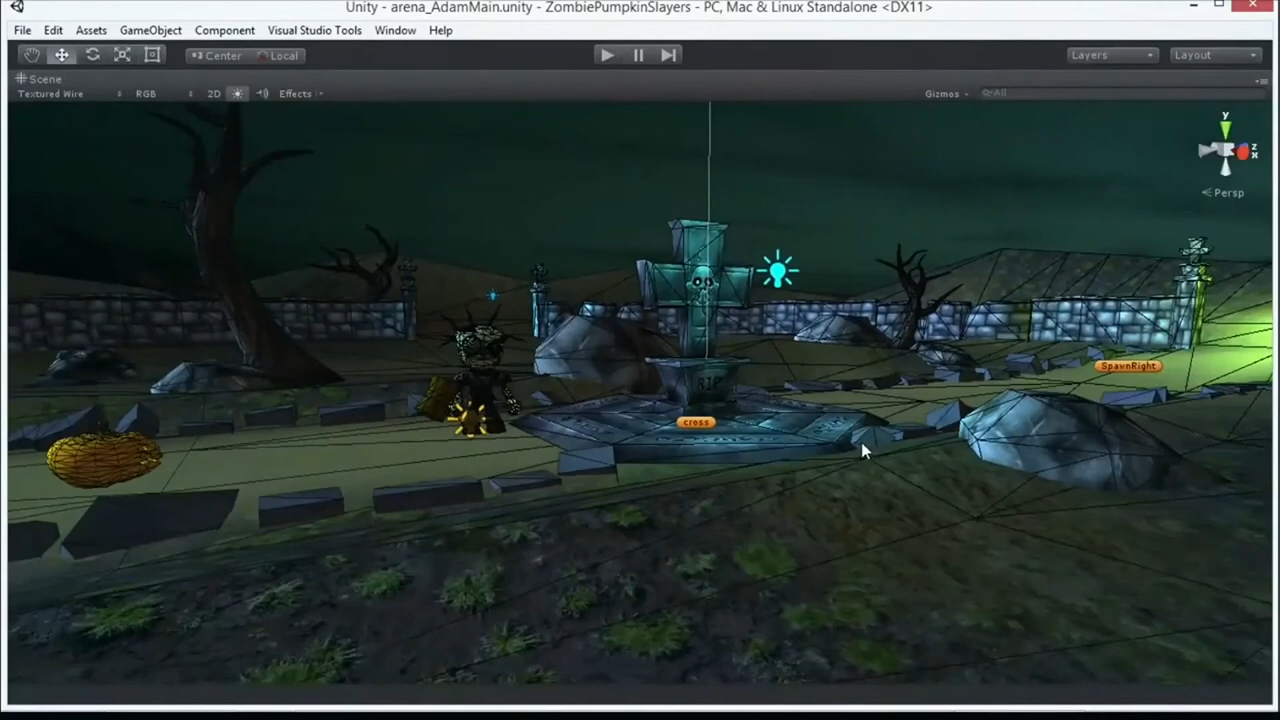 Unity - arena_AdamMain.unity - ZombiePumpkinSlayers - PC, Mac & Linux Standalone <DX11>
File Edit Assets GameObject Component Visual Studio Tools Window Help
Center Local Layers Layout
Scene
Textured Wire RGB 2D Effects Gizmos All
y
z
x
Persp
SpawnRight
RIP
cross